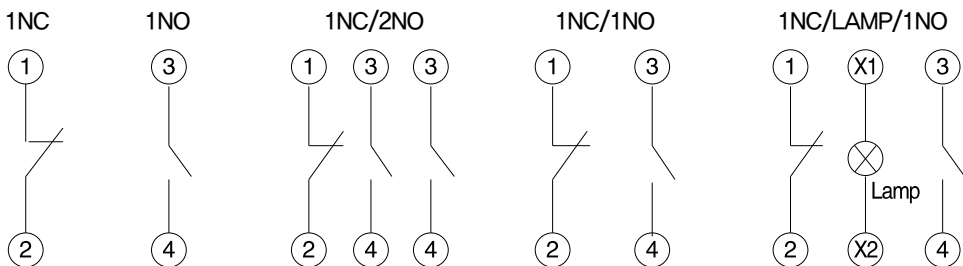 1NC 1NO 1NC/2NO 1NC/1NO 1NC/LAMP/1NO
1 3 1 3 3 1 3 1 X1 3
Lamp
2 4 2 4 4 2 4 2 X2 4